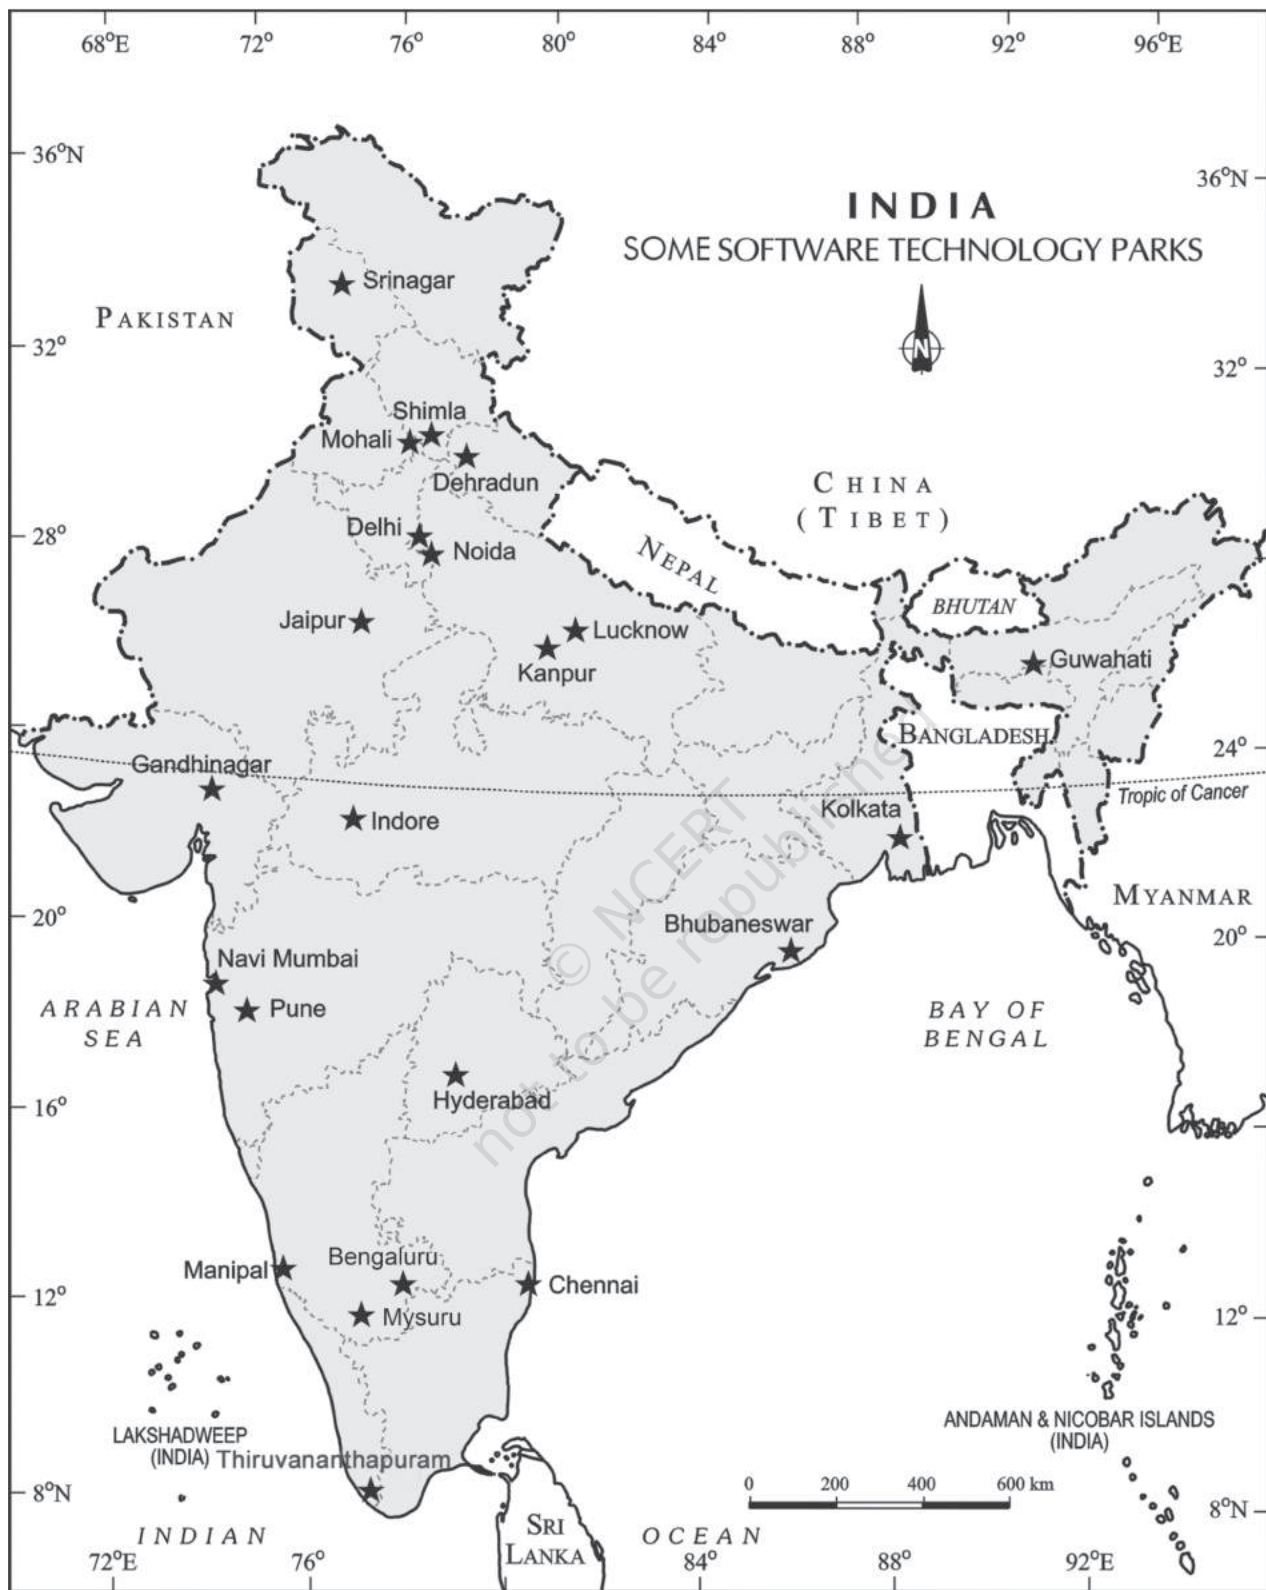 68°E 72° 76° 80° 84° 88° 92° 96°E
36°N
36°N
INDIA
SOME SOFTWARE TECHNOLOGY PARKS
Srinagar
PAKISTAN
N
32°
32°
Shimla
Mohali
Dehradun
CHINA
(TIBET)
Delhi
28°
Noida
NEPAL
BHUTAN
Jaipur
Lucknow
Kanpur
Guwahati
BANGLADESH
24°
Gandhinagar
Tropic of Cancer
Indore
Kolkata
MYANMAR
20°
Bhubaneswar
20°
Navi Mumbai
ARABIAN
SEA
Pune
BAY OF
BENGAL
© NCERT
not to be republished
Hyderabad
16°
Bengaluru
Manipal
Chennai
12°
Mysuru
12°
LAKSHADWEEP
(INDIA)
Thiruvananthapuram
ANDAMAN & NICOBAR ISLANDS
(INDIA)
8°N
0 200 400 600 km
8°N
INDIAN OCEAN
SRI
LANKA
72°E 76° 84° 88° 92°E